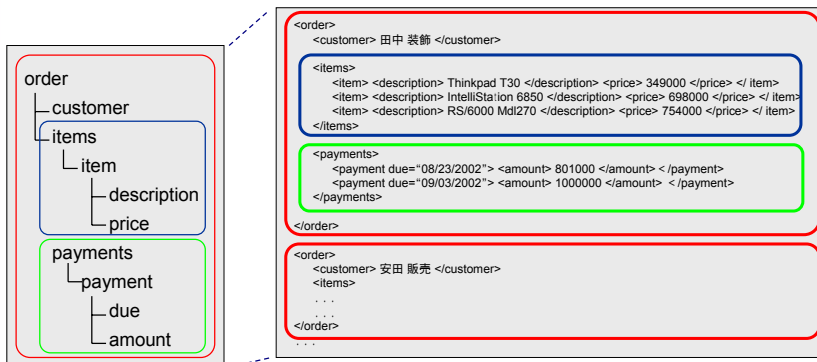 order
customer
items
item
description
price
payments
payment
due
amount
<order>
<customer> 田中 装飾 </customer>
<items>
<item> <description> Thinkpad T30 </description> <price> 349000 </price> </ item>
<item> <description> IntelliStation 6850 </description> <price> 698000 </price> </ item>
<item> <description> RS/6000 Mdl270 </description> <price> 754000 </price> </ item>
</items>
<payments>
<payment due=“08/23/2002”> <amount> 801000 </amount> < /payment>
<payment due=“09/03/2002”> <amount> 1000000 </amount> < /payment>
</payments>
</order>
<order>
<customer> 安田 販売 </customer>
<items>
. . .
. . .
</order>
. . .